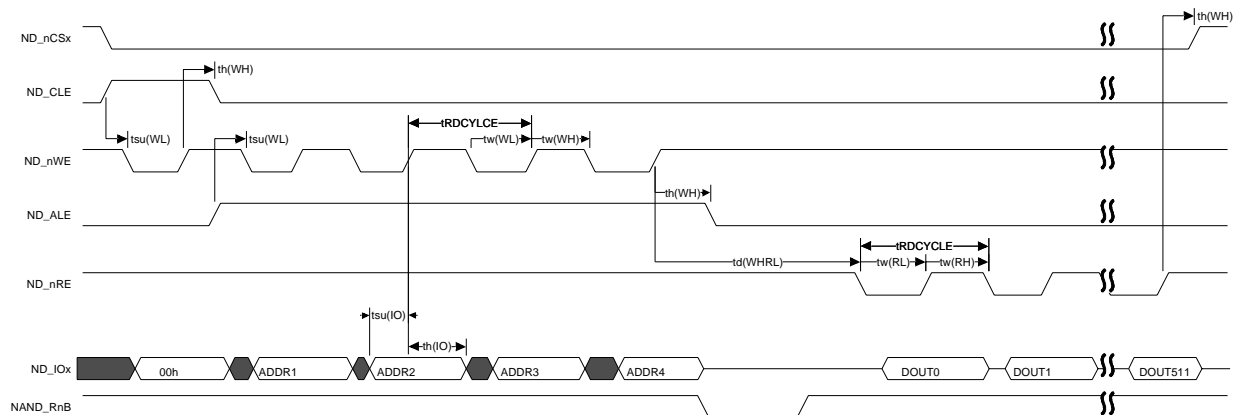 th(WH)
ND_nCSx
th(WH)
ND_CLE
tRDCYLCE
tsu(WL)
tsu(WL)
tw(WL)
tw(WH)
ND_nWE
th(WH)
ND_ALE
tRDCYCLE
td(WHRL)
tw(RL)
tw(RH)
ND_nRE
tsu(IO)
th(IO)
ND_IOx
00h
ADDR1
ADDR2
ADDR3
ADDR4
DOUT0
DOUT1
DOUT511
NAND_RnB